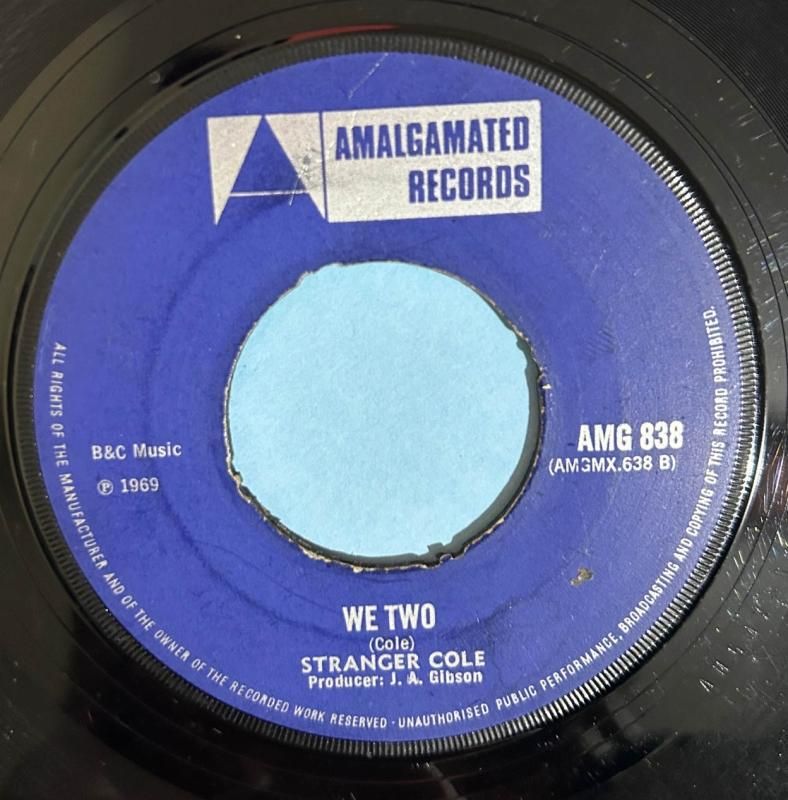 AMALGAMATED
RECORDS
B&C Music
℗ 1969
AMG 838
(AMGMX.638 B)
WE TWO
(Cole)
STRANGER COLE
Producer: J. A. Gibson
ALL RIGHTS OF THE MANUFACTURER AND OF THE OWNER OF THE RECORDED WORK RESERVED · UNAUTHORISED PUBLIC PERFORMANCE, BROADCASTING AND COPYING OF THIS RECORD PROHIBITED.